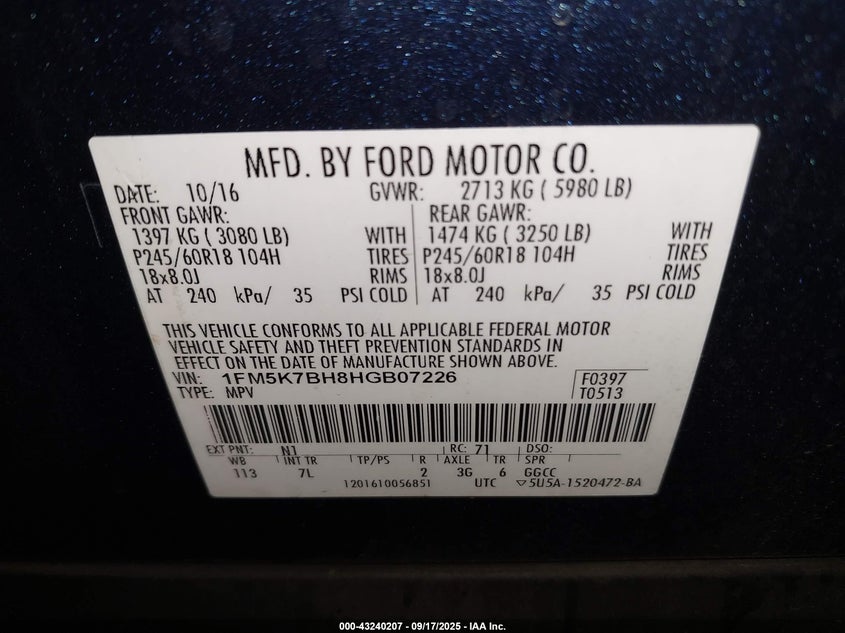 MFD. BY FORD MOTOR CO.
DATE: 10/16 GVWR: 2713 KG ( 5980 LB)
FRONT GAWR: REAR GAWR:
1397 KG ( 3080 LB) WITH 1474 KG ( 3250 LB) WITH
P245/60R18 104H TIRES P245/60R18 104H TIRES
18x8.0J RIMS 18x8.0J RIMS
AT 240 kPa/ 35 PSI COLD AT 240 kPa/ 35 PSI COLD
THIS VEHICLE CONFORMS TO ALL APPLICABLE FEDERAL MOTOR
VEHICLE SAFETY AND THEFT PREVENTION STANDARDS IN
EFFECT ON THE DATE OF MANUFACTURE SHOWN ABOVE.
VIN: 1FM5K7BH8HGB07226 F0397
TYPE: MPV T0513
EXT PNT: N1 RC: 71 DSO:
WB INT TR TP/PS R AXLE TR SPR
113 7L 2 3G 6 GGCC
1201610056851 UTC ▽5U5A-1520472-BA
000-43240207 - 09/17/2025 - IAA Inc.